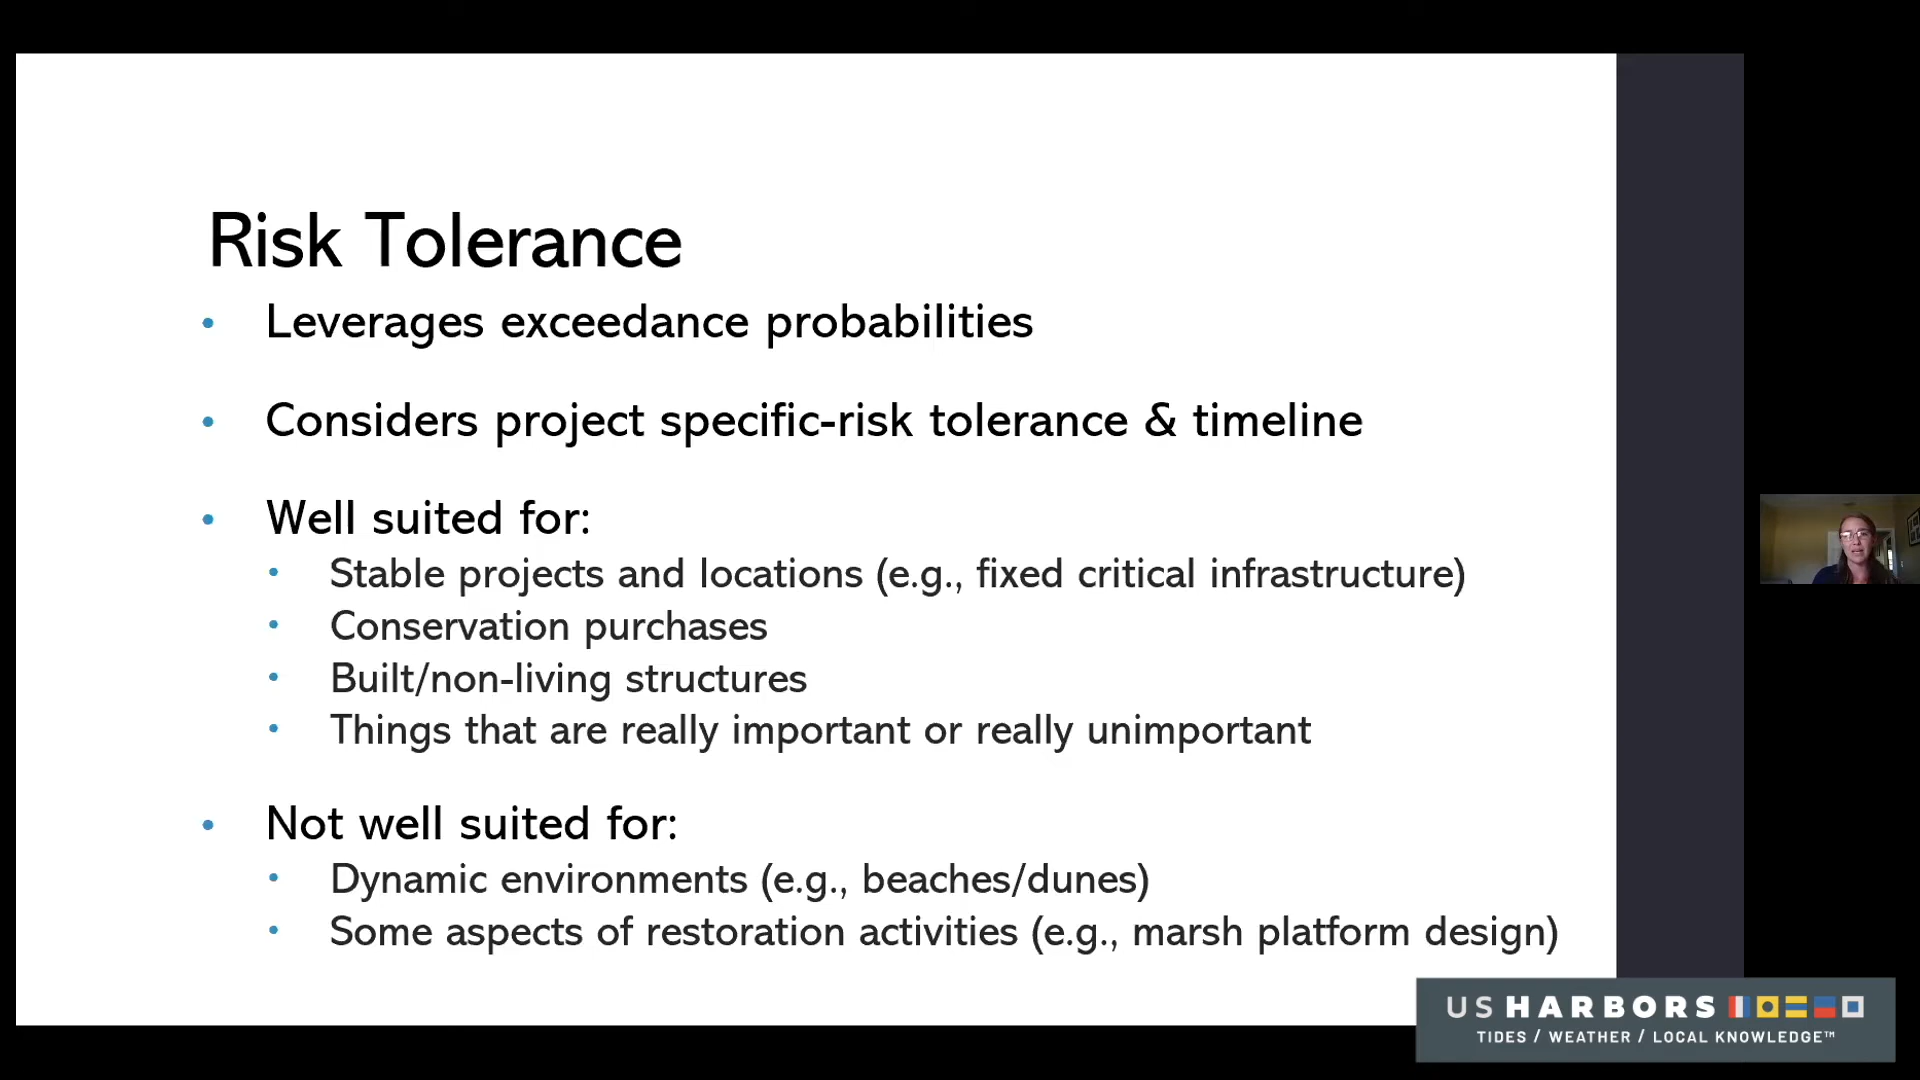 Risk Tolerance
• Leverages exceedance probabilities
• Considers project specific-risk tolerance & timeline
• Well suited for:
• Stable projects and locations (e.g., fixed critical infrastructure)
• Conservation purchases
• Built/non-living structures
• Things that are really important or really unimportant
• Not well suited for:
• Dynamic environments (e.g., beaches/dunes)
• Some aspects of restoration activities (e.g., marsh platform design)
US HARBORS
TIDES / WEATHER / LOCAL KNOWLEDGE™